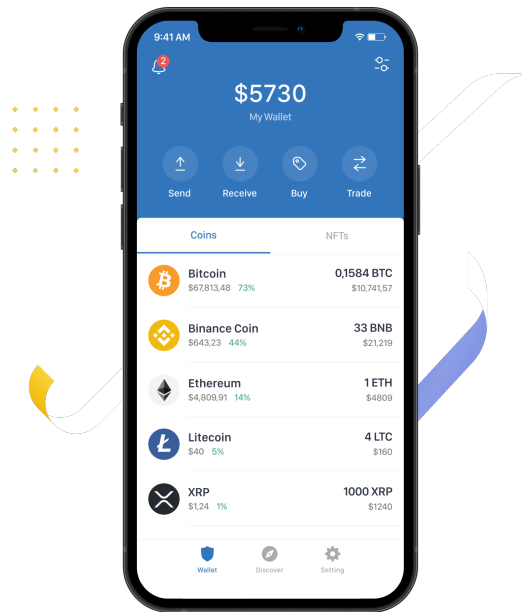 9:41 AM
2
$5730
My Wallet
Send Receive Buy Trade
Coins NFTs
Bitcoin 0,1584 BTC
$67,813,48 73% $10,741,57
Binance Coin 33 BNB
$643,23 44% $21,219
Ethereum 1 ETH
$4,809,91 14% $4809
Litecoin 4 LTC
$40 5% $160
XRP 1000 XRP
$1,24 1% $1240
Wallet Discover Setting